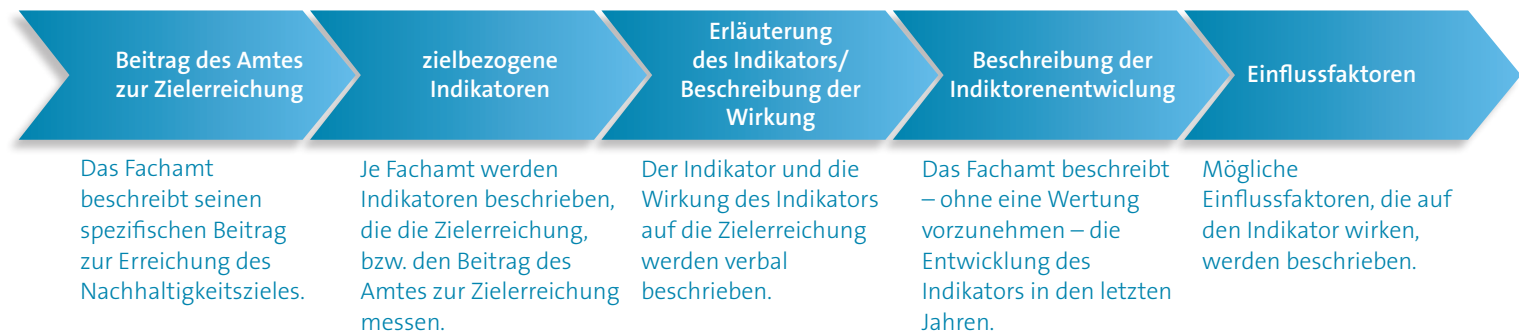 Beitrag des Amtes
zur Zielerreichung
zielbezogene
Indikatoren
Erläuterung
des Indikators/
Beschreibung der
Wirkung
Beschreibung der
Indiktorenentwiclung
Einflussfaktoren
Das Fachamt
beschreibt seinen
spezifischen Beitrag
zur Erreichung des
Nachhaltigkeitszieles.
Je Fachamt werden
Indikatoren beschrieben,
die die Zielerreichung,
bzw. den Beitrag des
Amtes zur Zielerreichung
messen.
Der Indikator und die
Wirkung des Indikators
auf die Zielerreichung
werden verbal
beschrieben.
Das Fachamt beschreibt
– ohne eine Wertung
vorzunehmen – die
Entwicklung des
Indikators in den letzten
Jahren.
Mögliche
Einflussfaktoren, die auf
den Indikator wirken,
werden beschrieben.